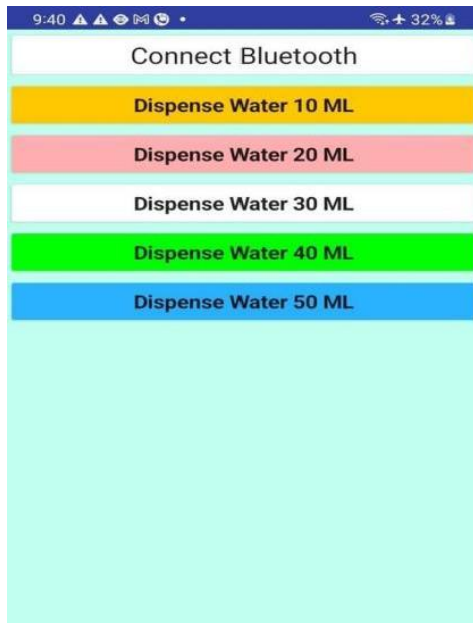 9:40 32%
Connect Bluetooth
Dispense Water 10 ML
Dispense Water 20 ML
Dispense Water 30 ML
Dispense Water 40 ML
Dispense Water 50 ML